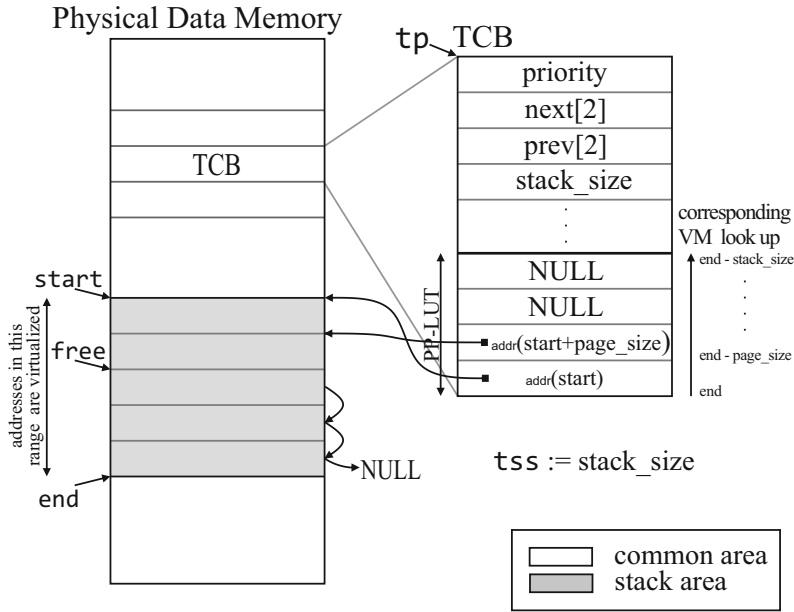 Physical Data Memory
TCB
start
free
end
addresses in this
range are virtualized
NULL
tp
TCB
priority
next[2]
prev[2]
stack_size
.
.
.
PP-LUT
NULL
NULL
addr(start+page_size)
addr(start)
corresponding
VM look up
end - stack_size
.
.
.
.
end - page_size
end
tss := stack_size
common area
stack area